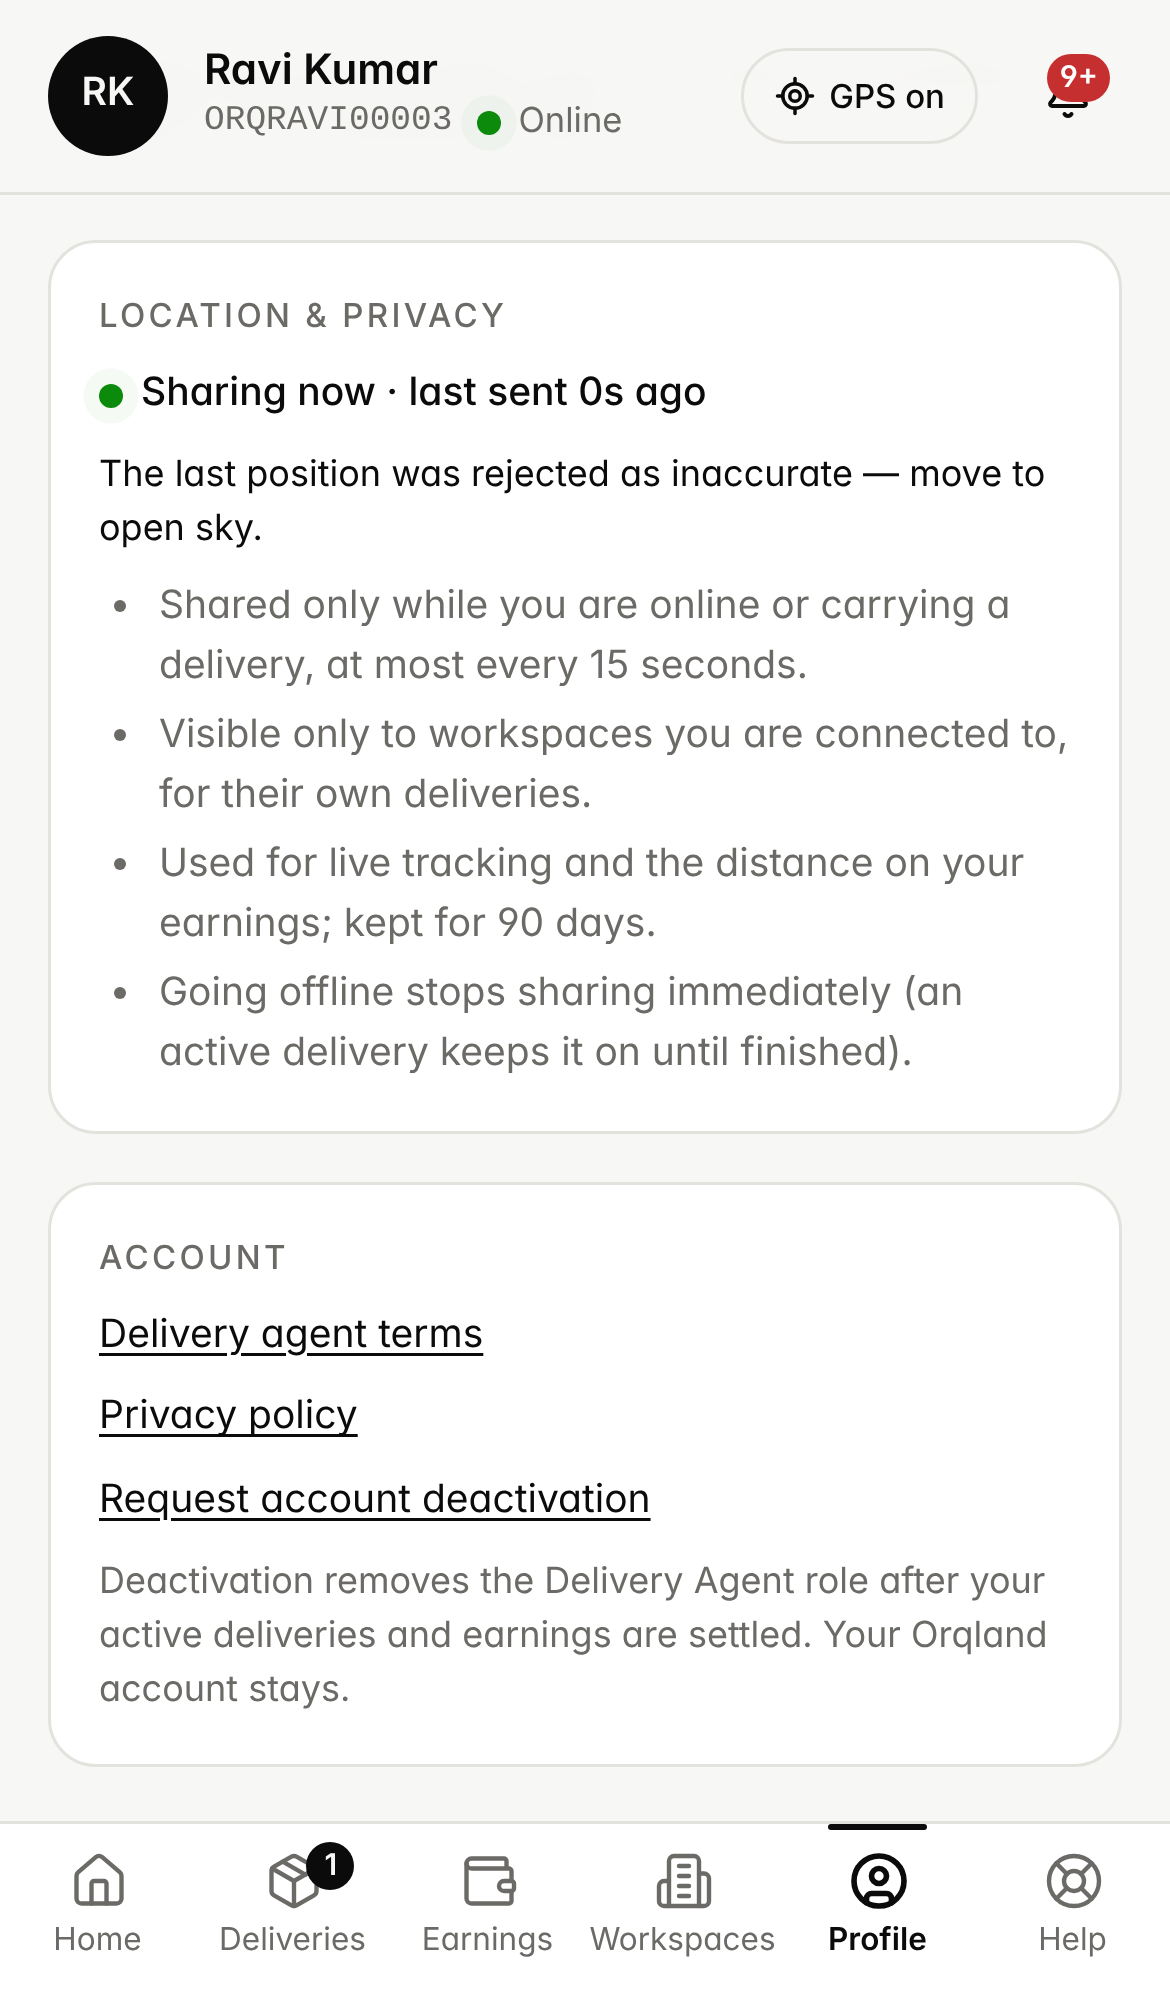 RK
Ravi Kumar
ORQRAVI00003 Online
GPS on
9+
LOCATION & PRIVACY
Sharing now · last sent 0s ago
The last position was rejected as inaccurate — move to
open sky.
• Shared only while you are online or carrying a
delivery, at most every 15 seconds.
• Visible only to workspaces you are connected to,
for their own deliveries.
• Used for live tracking and the distance on your
earnings; kept for 90 days.
• Going offline stops sharing immediately (an
active delivery keeps it on until finished).
ACCOUNT
Delivery agent terms
Privacy policy
Request account deactivation
Deactivation removes the Delivery Agent role after your
active deliveries and earnings are settled. Your Orqland
account stays.
1
Home Deliveries Earnings Workspaces Profile Help